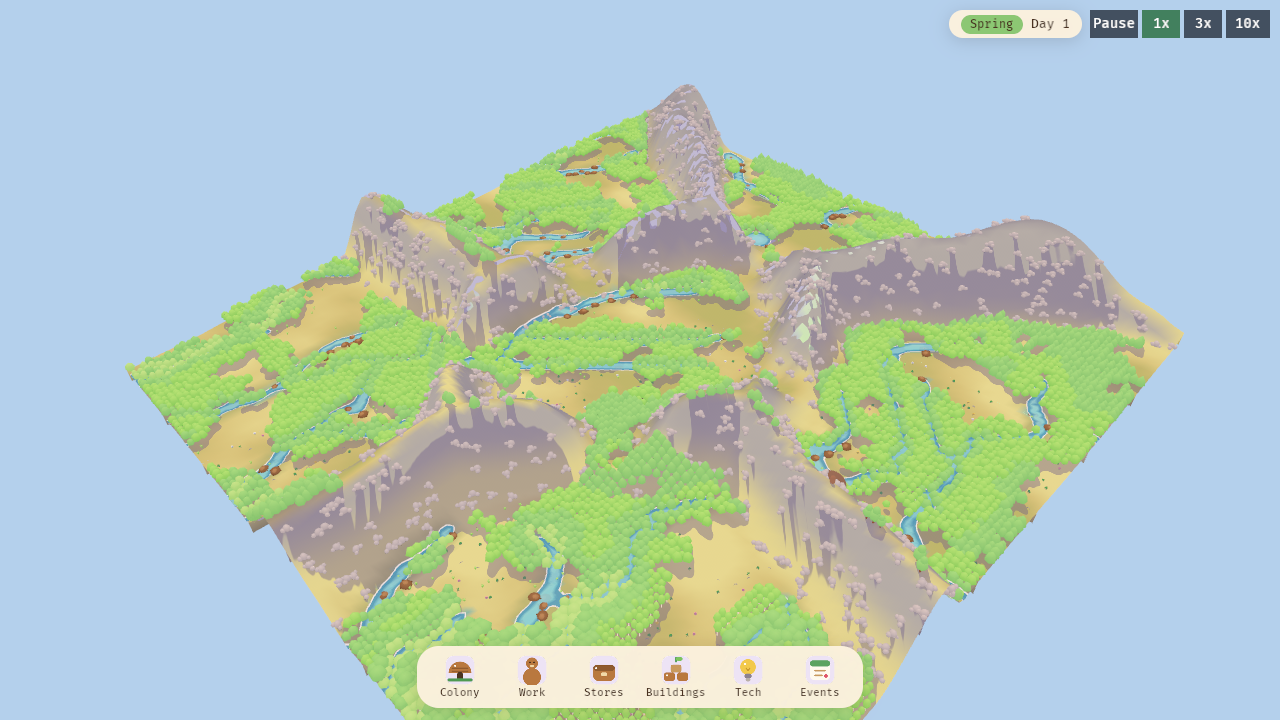 Spring Day 1 Pause 1x 3x 10x
Colony Work Stores Buildings Tech Events